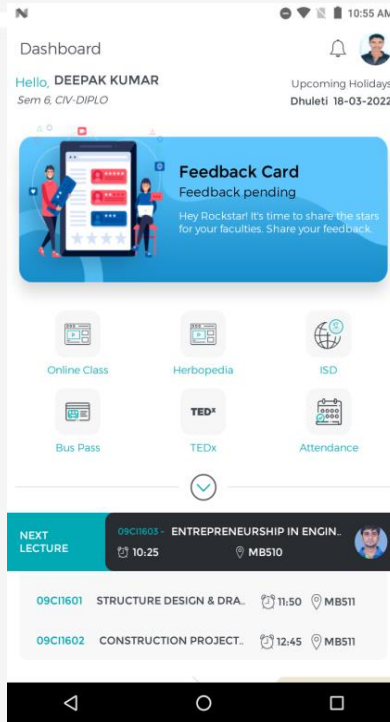 10:55 AM
Dashboard
Hello, DEEPAK KUMAR
Sem 6, CIV-DIPLO
Upcoming Holidays
Dhuleti 18-03-2022
Feedback Card
Feedback pending
Hey Rockstar! It's time to share the stars
for your faculties. Share your feedback.
Online Class
Herbopedia
ISD
TEDx
Bus Pass
TEDx
Attendance
NEXT
LECTURE
09CI1603 - ENTREPRENEURSHIP IN ENGIN..
10:25 MB510
09CI1601 STRUCTURE DESIGN & DRA.. 11:50 MB511
09CI1602 CONSTRUCTION PROJECT.. 12:45 MB511